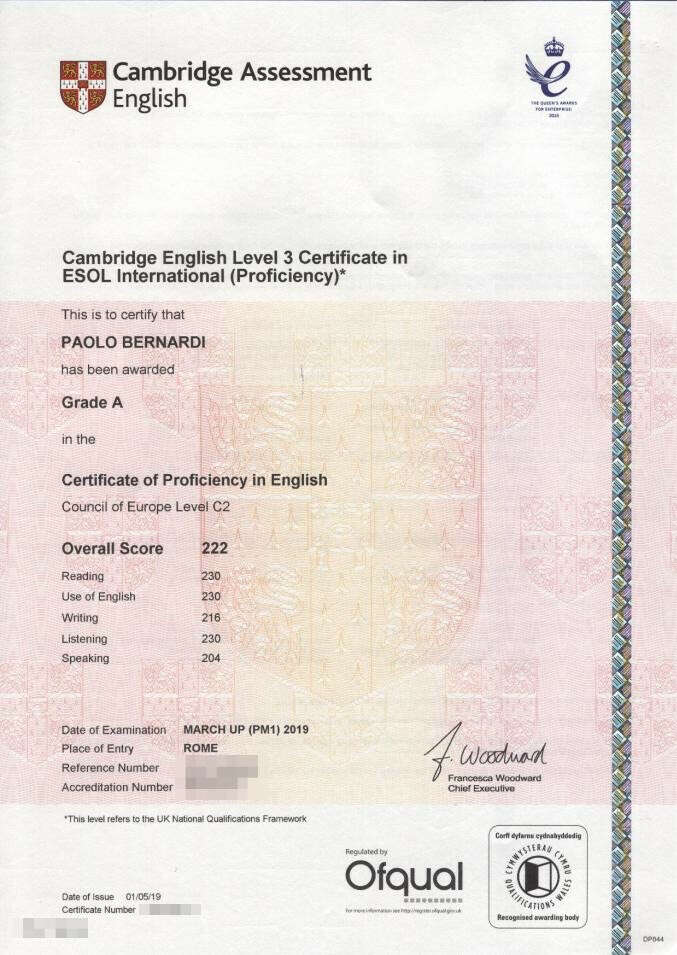 Cambridge Assessment
English
THE QUEEN'S AWARDS
FOR ENTERPRISE:
2015
Cambridge English Level 3 Certificate in
ESOL International (Proficiency)*
This is to certify that
PAOLO BERNARDI
has been awarded
Grade A
in the
Certificate of Proficiency in English
Council of Europe Level C2
Overall Score 222
Reading 230
Use of English 230
Writing 216
Listening 230
Speaking 204
Date of Examination MARCH UP (PM1) 2019
Place of Entry ROME
Reference Number
Accreditation Number
F. Woodward
Francesca Woodward
Chief Executive
*This level refers to the UK National Qualifications Framework
Regulated by
Ofqual
For more information see http://register.ofqual.gov.uk
Corff dyfarnu cydnabyddedig
CYMWYSTERAU CYMRU
QUALIFICATIONS WALES
Recognised awarding body
Date of Issue 01/05/19
Certificate Number
DP044